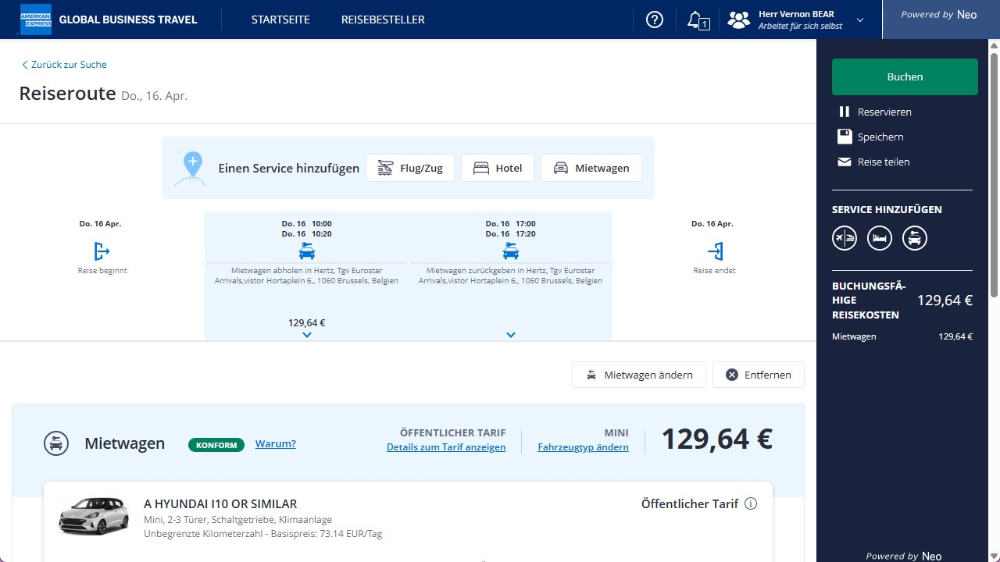 AMERICAN EXPRESS
GLOBAL BUSINESS TRAVEL
STARTSEITE
REISEBESTELLER
1
Herr Vernon BEAR
Arbeitet für sich selbst
Powered by Neo
Zurück zur Suche
Reiseroute Do., 16. Apr.
Einen Service hinzufügen
Flug/Zug
Hotel
Mietwagen
Do. 16 Apr.
Reise beginnt
Do. 16 10:00
Do. 16 10:20
Mietwagen abholen in Hertz, Tgv Eurostar
Arrivals,vistor Hortaplein 6,, 1060 Brussels, Belgien
129,64 €
Do. 16 17:00
Do. 16 17:20
Mietwagen zurückgeben in Hertz, Tgv Eurostar
Arrivals,vistor Hortaplein 6,, 1060 Brussels, Belgien
Do. 16 Apr.
Reise endet
Mietwagen ändern
Entfernen
Mietwagen
KONFORM
Warum?
ÖFFENTLICHER TARIF
Details zum Tarif anzeigen
MINI
Fahrzeugtyp ändern
129,64 €
A HYUNDAI I10 OR SIMILAR
Mini, 2-3 Türer, Schaltgetriebe, Klimaanlage
Unbegrenzte Kilometerzahl - Basispreis: 73.14 EUR/Tag
Öffentlicher Tarif
Buchen
Reservieren
Speichern
Reise teilen
SERVICE HINZUFÜGEN
BUCHUNGSFÄ-
HIGE
REISEKOSTEN
129,64 €
Mietwagen 129,64 €
Powered by Neo